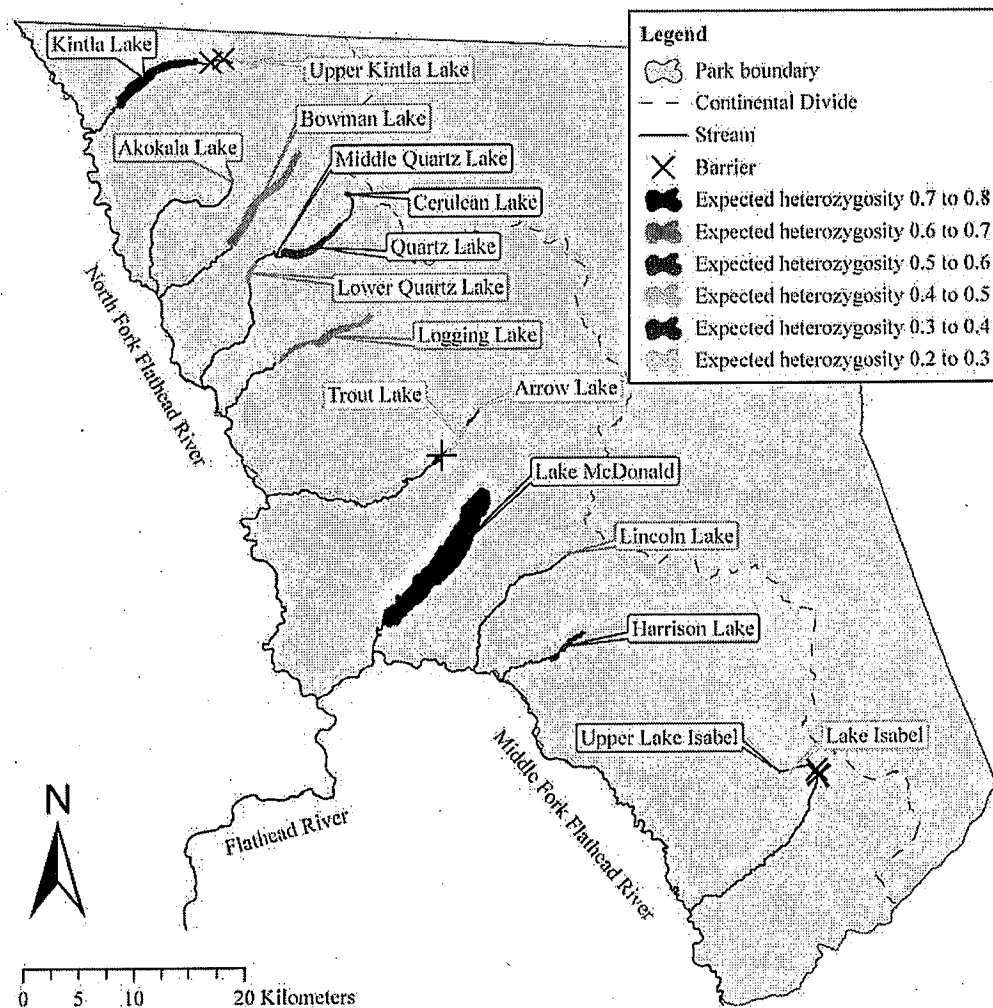 Legend
Park boundary
Continental Divide
Stream
Barrier
Expected heterozygosity 0.7 to 0.8
Expected heterozygosity 0.6 to 0.7
Expected heterozygosity 0.5 to 0.6
Expected heterozygosity 0.4 to 0.5
Expected heterozygosity 0.3 to 0.4
Expected heterozygosity 0.2 to 0.3
Kintla Lake
Upper Kintla Lake
Bowman Lake
Akokala Lake
Middle Quartz Lake
Cerulean Lake
Quartz Lake
Lower Quartz Lake
Logging Lake
North Fork Flathead River
Trout Lake
Arrow Lake
Lake McDonald
Lincoln Lake
Harrison Lake
Upper Lake Isabel
Lake Isabel
Middle Fork Flathead River
Flathead River
N
0 5 10 20 Kilometers